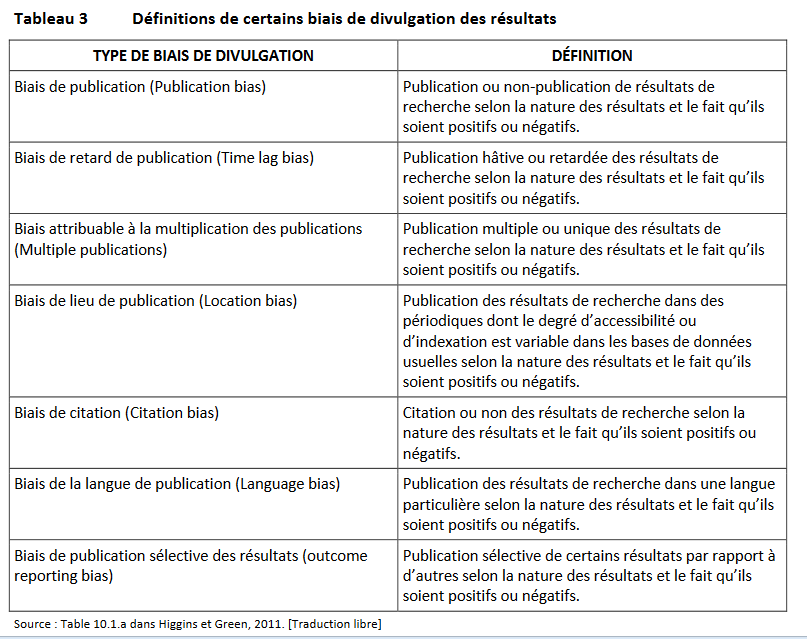 Tableau 3 Définitions de certains biais de divulgation des résultats
TYPE DE BIAIS DE DIVULGATION
DÉFINITION
Biais de publication (Publication bias)
Publication ou non-publication de résultats de
recherche selon la nature des résultats et le fait qu’ils
soient positifs ou négatifs.
Biais de retard de publication (Time lag bias)
Publication hâtive ou retardée des résultats de
recherche selon la nature des résultats et le fait qu’ils
soient positifs ou négatifs.
Biais attribuable à la multiplication des publications
(Multiple publications)
Publication multiple ou unique des résultats de
recherche selon la nature des résultats et le fait qu’ils
soient positifs ou négatifs.
Biais de lieu de publication (Location bias)
Publication des résultats de recherche dans des
périodiques dont le degré d’accessibilité ou
d’indexation est variable dans les bases de données
usuelles selon la nature des résultats et le fait qu’ils
soient positifs ou négatifs.
Biais de citation (Citation bias)
Citation ou non des résultats de recherche selon la
nature des résultats et le fait qu’ils soient positifs ou
négatifs.
Biais de la langue de publication (Language bias)
Publication des résultats de recherche dans une langue
particulière selon la nature des résultats et le fait qu’ils
soient positifs ou négatifs.
Biais de publication sélective des résultats (outcome
reporting bias)
Publication sélective de certains résultats par rapport à
d’autres selon la nature des résultats et le fait qu’ils
soient positifs ou négatifs.
Source : Table 10.1.a dans Higgins et Green, 2011. [Traduction libre]